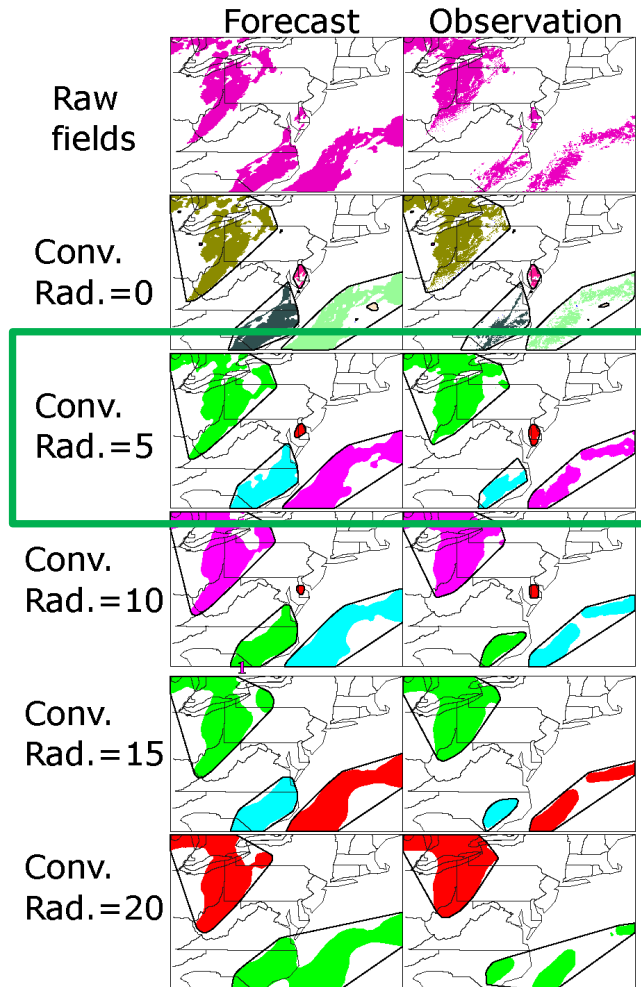 Forecast Observation
Raw
fields
Conv.
Rad.=0
Conv.
Rad.=5
Conv.
Rad.=10
1
Conv.
Rad.=15
Conv.
Rad.=20